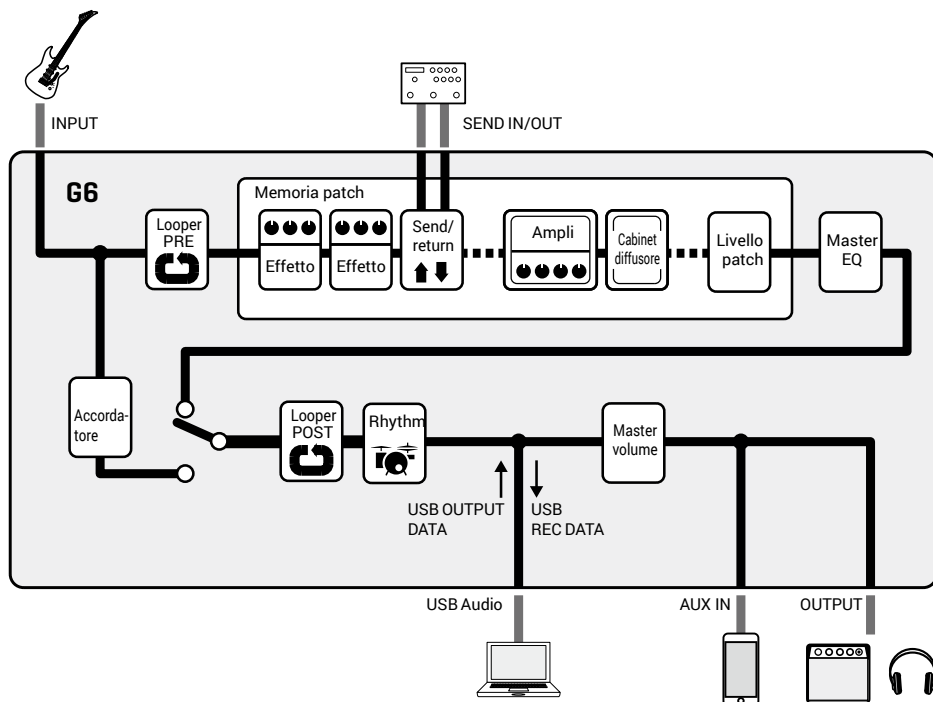 INPUT
SEND IN/OUT
G6
Memoria patch
Looper
PRE
Effetto
Effetto
Send/
return
Ampli
Cabinet
diffusore
Livello
patch
Master
EQ
Accorda-
tore
Looper
POST
Rhythm
Master
volume
USB OUTPUT
DATA
USB
REC DATA
USB Audio
AUX IN
OUTPUT